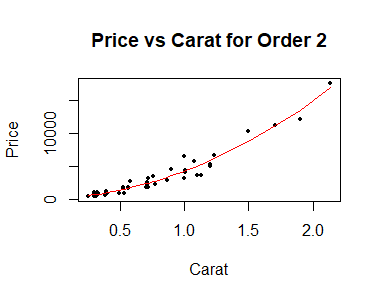 Price vs Carat for Order 2
Price
10000
0
0.5 1.0 1.5 2.0
Carat